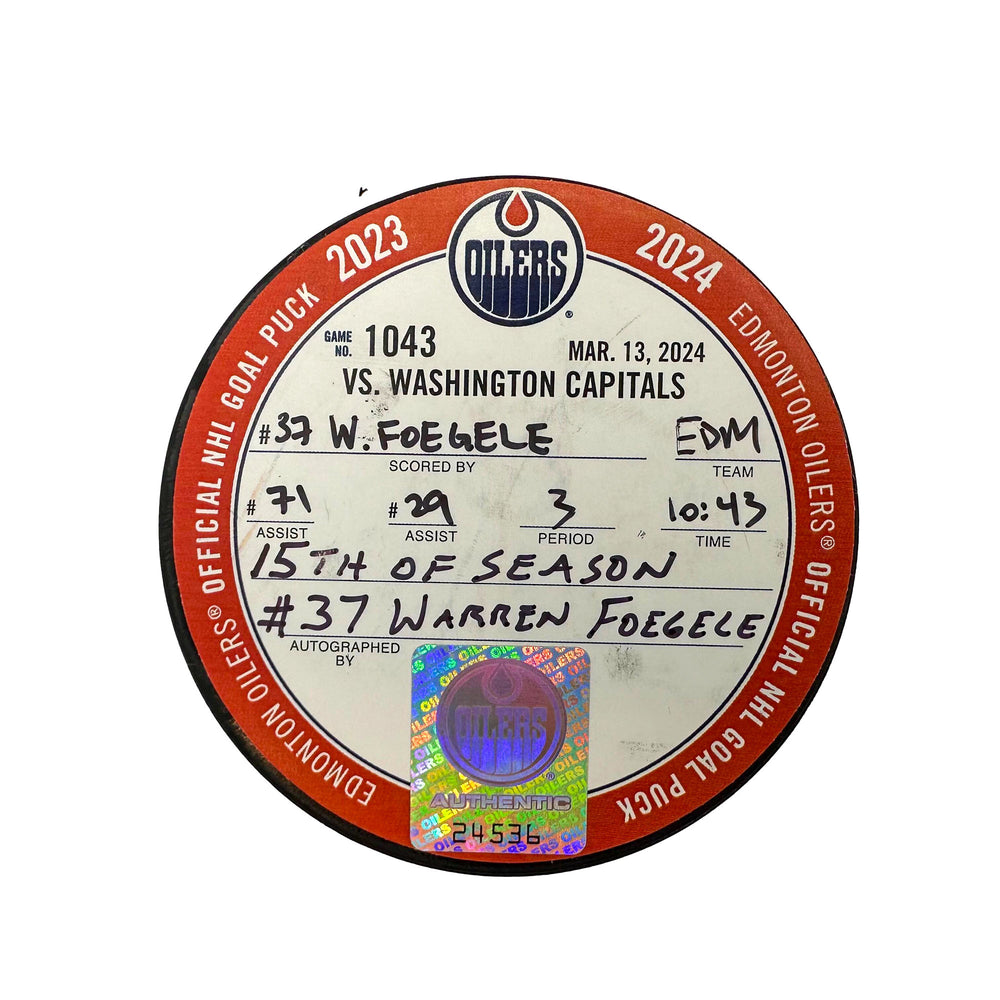 EDMONTON OILERS® OFFICIAL NHL GOAL PUCK 2023
2024 EDMONTON OILERS® OFFICIAL NHL GOAL PUCK
OILERS
®
GAME NO. 1043 MAR. 13, 2024
VS. WASHINGTON CAPITALS
#37 W. FOEGELE EDM
SCORED BY TEAM
# 71 # 29 3 10:43
ASSIST ASSIST PERIOD TIME
15TH OF SEASON
#37 WARREN FOEGELE
AUTOGRAPHED BY
OILERS
®
AUTHENTIC
24536